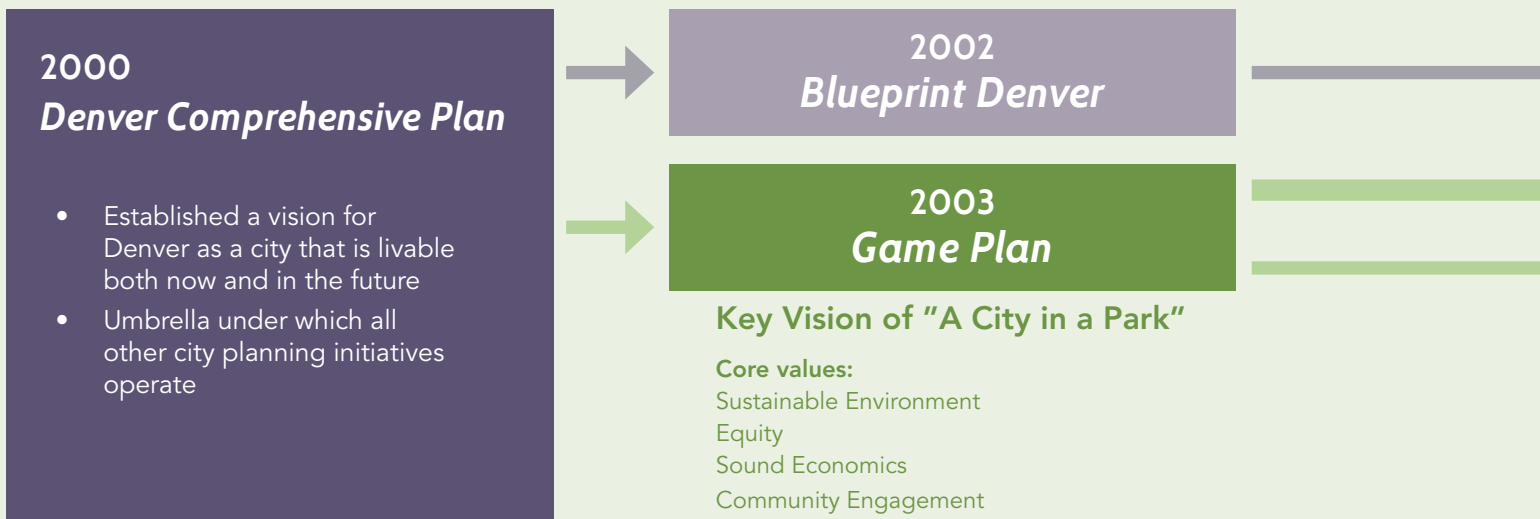 2000
Denver Comprehensive Plan
• Established a vision for
Denver as a city that is livable
both now and in the future
• Umbrella under which all
other city planning initiatives
operate
2002
Blueprint Denver
2003
Game Plan
Key Vision of "A City in a Park"
Core values:
Sustainable Environment
Equity
Sound Economics
Community Engagement